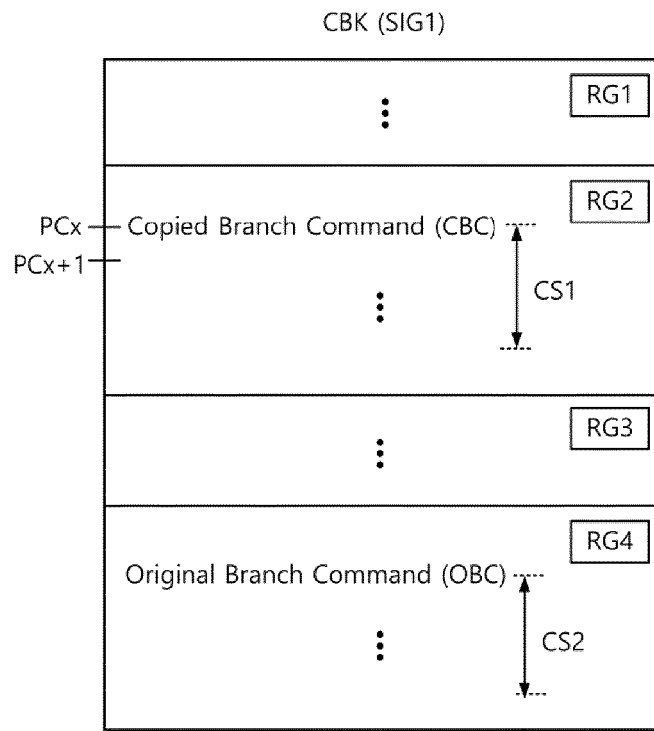 CBK (SIG1)
RG1
RG2
PCx
Copied Branch Command (CBC)
PCx+1
CS1
RG3
RG4
Original Branch Command (OBC)
CS2